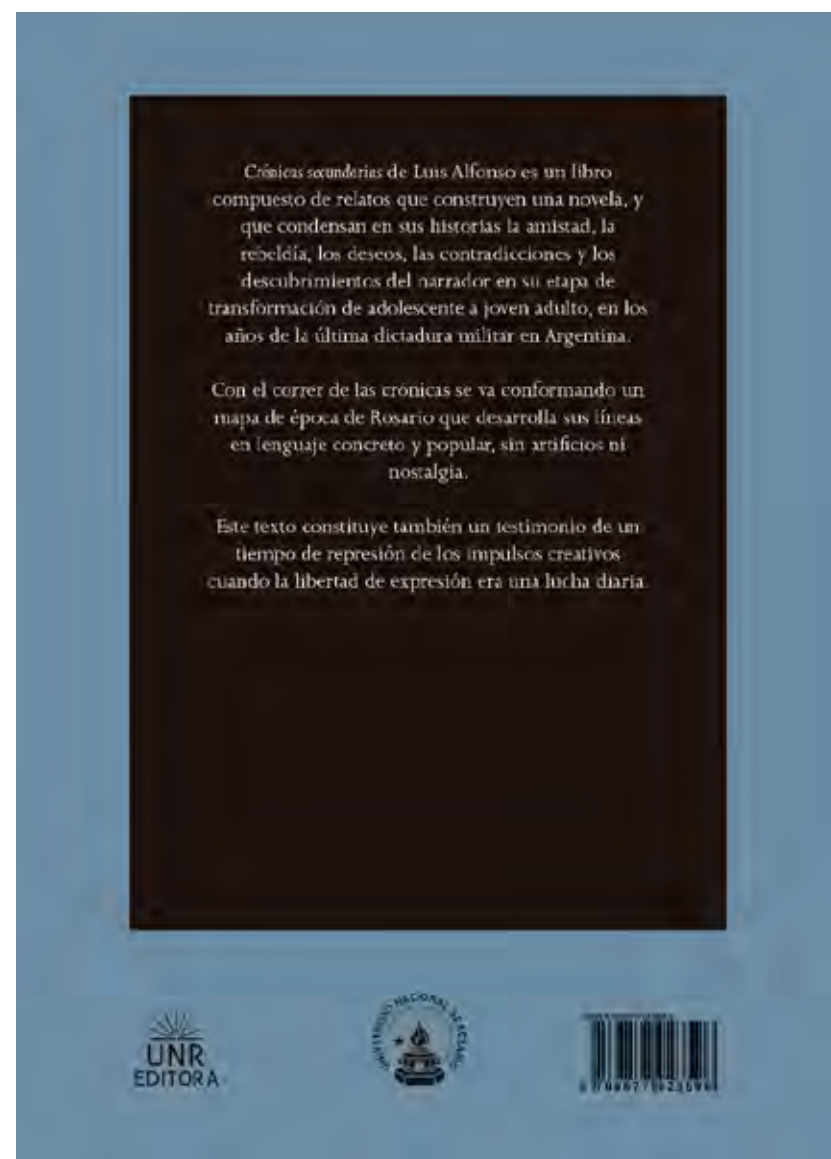 Crónicas secundarias de Luis Alfonso es un libro
compuesto de relatos que construyen una novela, y
que condensan en sus historias la amistad, la
rebeldía, los deseos, las contradicciones y los
descubrimientos del narrador en su etapa de
transformación de adolescente a joven adulto, en los
años de la última dictadura militar en Argentina.
Con el correr de las crónicas se va conformando un
mapa de época de Rosario que desarrolla sus líneas
en lenguaje concreto y popular, sin artificios ni
nostalgia.
Este texto constituye también un testimonio de un
tiempo de represión de los impulsos creativos
cuando la libertad de expresión era una lucha diaria.
UNR
EDITORA
UNIVERSIDAD NACIONAL DE ROSARIO